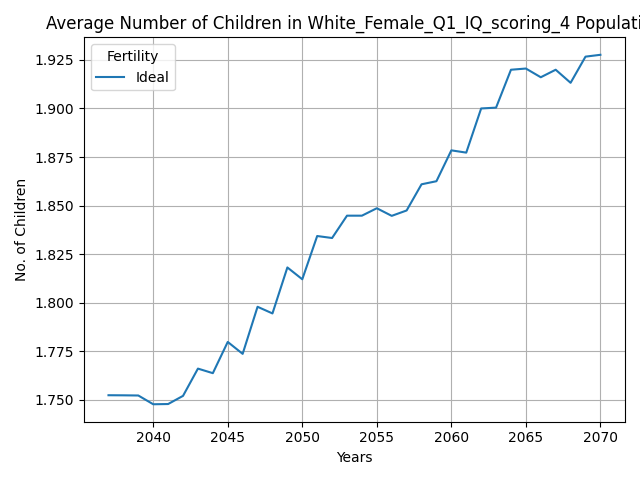 Average Number of Children in White_Female_Q1_IQ_scoring_4 Populati
Fertility
Ideal
No. of Children
1.925
1.900
1.875
1.850
1.825
1.800
1.775
1.750
2040 2045 2050 2055 2060 2065 2070
Years